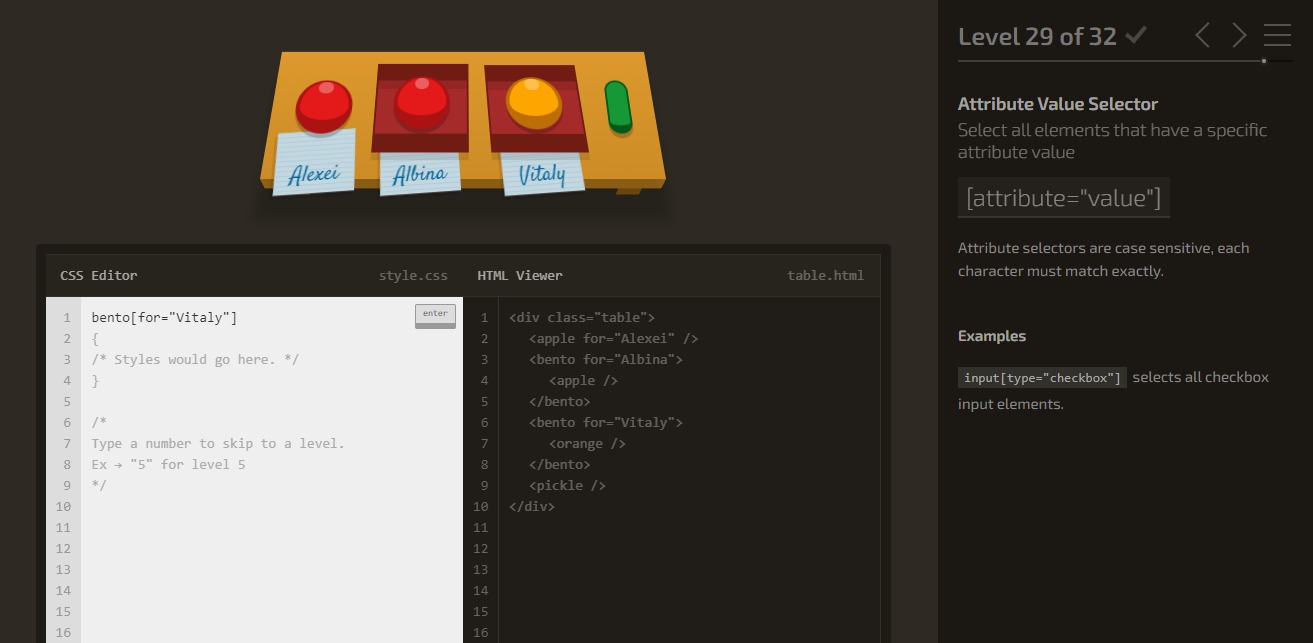 Alexei
Albina
Vitaly
CSS Editor
style.css
HTML Viewer
table.html
1
bento[for="Vitaly"]
enter
2
{
3
/* Styles would go here. */
4
}
5
6
/*
7
Type a number to skip to a level.
8
Ex → "5" for level 5
9
*/
10
11
12
13
14
15
16
1
<div class="table">
2
<apple for="Alexei" />
3
<bento for="Albina">
4
<apple />
5
</bento>
6
<bento for="Vitaly">
7
<orange />
8
</bento>
9
<pickle />
10
</div>
11
12
13
14
15
16
Level 29 of 32
Attribute Value Selector
Select all elements that have a specific
attribute value
[attribute="value"]
Attribute selectors are case sensitive, each
character must match exactly.
Examples
input[type="checkbox"] selects all checkbox
input elements.